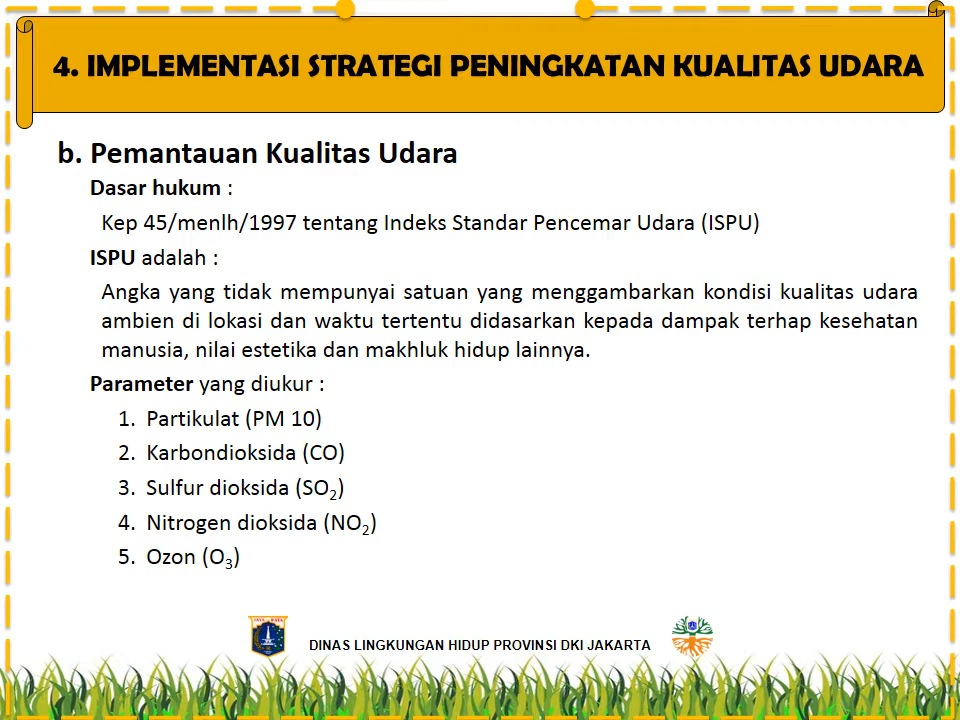 4. IMPLEMENTASI STRATEGI PENINGKATAN KUALITAS UDARA
b. Pemantauan Kualitas Udara
Dasar hukum :
Kep 45/menlh/1997 tentang Indeks Standar Pencemar Udara (ISPU)
ISPU adalah :
Angka yang tidak mempunyai satuan yang menggambarkan kondisi kualitas udara
ambien di lokasi dan waktu tertentu didasarkan kepada dampak terhap kesehatan
manusia, nilai estetika dan makhluk hidup lainnya.
Parameter yang diukur :
1. Partikulat (PM 10)
2. Karbondioksida (CO)
3. Sulfur dioksida (SO₂)
4. Nitrogen dioksida (NO₂)
5. Ozon (O₃)
JAYA RAYA
DINAS LINGKUNGAN HIDUP PROVINSI DKI JAKARTA